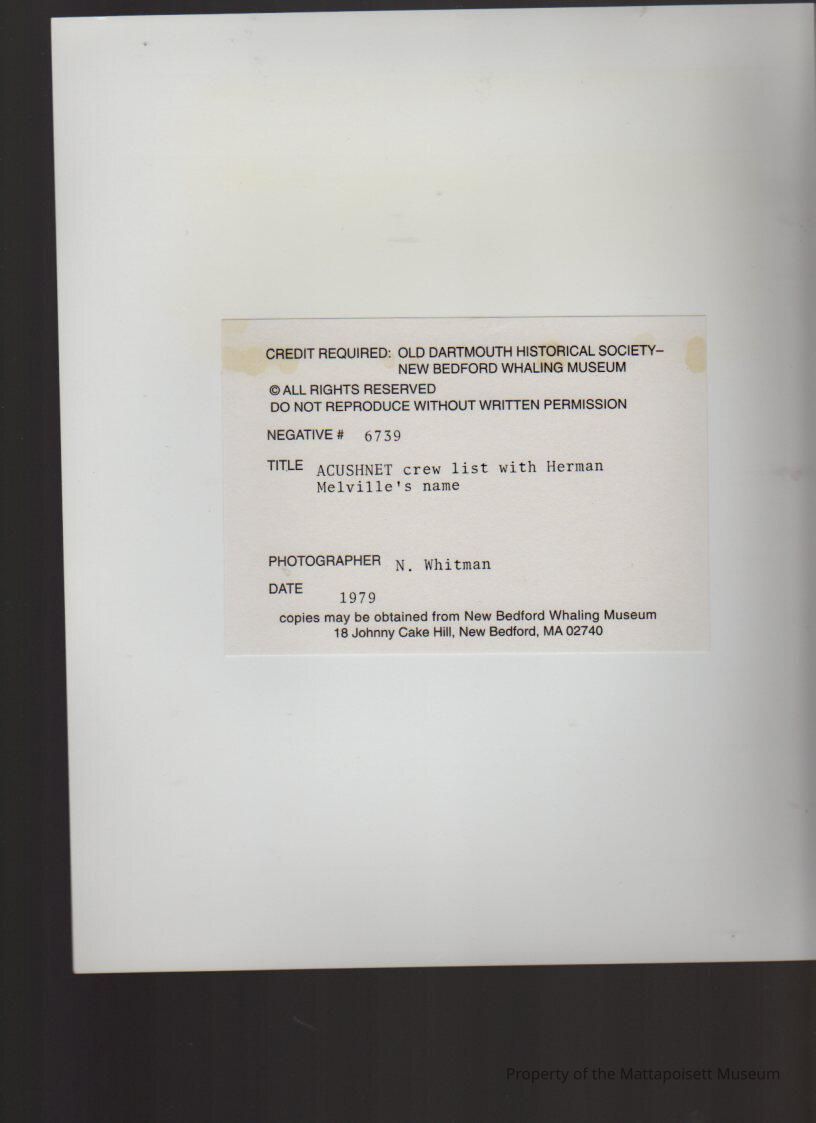 CREDIT REQUIRED: OLD DARTMOUTH HISTORICAL SOCIETY–
NEW BEDFORD WHALING MUSEUM
© ALL RIGHTS RESERVED
DO NOT REPRODUCE WITHOUT WRITTEN PERMISSION
NEGATIVE # 6739
TITLE ACUSHNET crew list with Herman
Melville's name
PHOTOGRAPHER N. Whitman
DATE 1979
copies may be obtained from New Bedford Whaling Museum
18 Johnny Cake Hill, New Bedford, MA 02740
Property of the Mattapoisett Museum